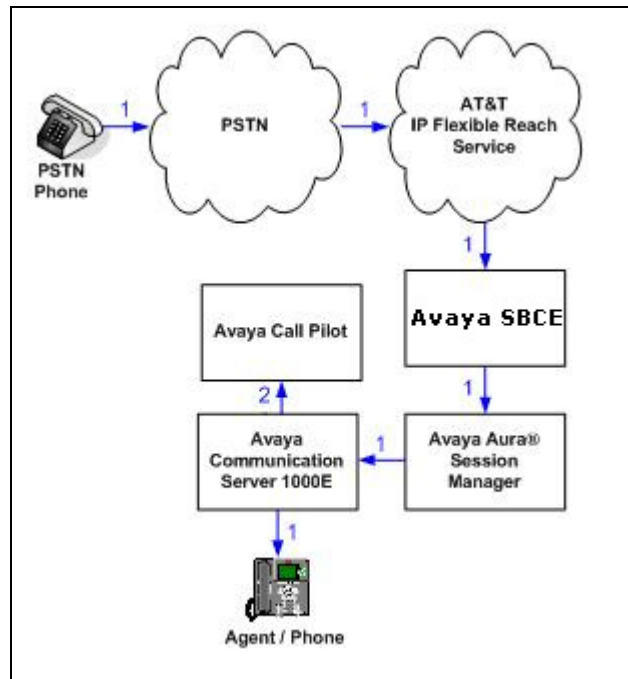 1
PSTN
Phone
PSTN
1
AT&T
IP Flexible Reach
Service
1
Avaya SBCE
1
Avaya Aura®
Session
Manager
1
Avaya
Communication
Server 1000E
2
Avaya Call Pilot
1
Agent / Phone